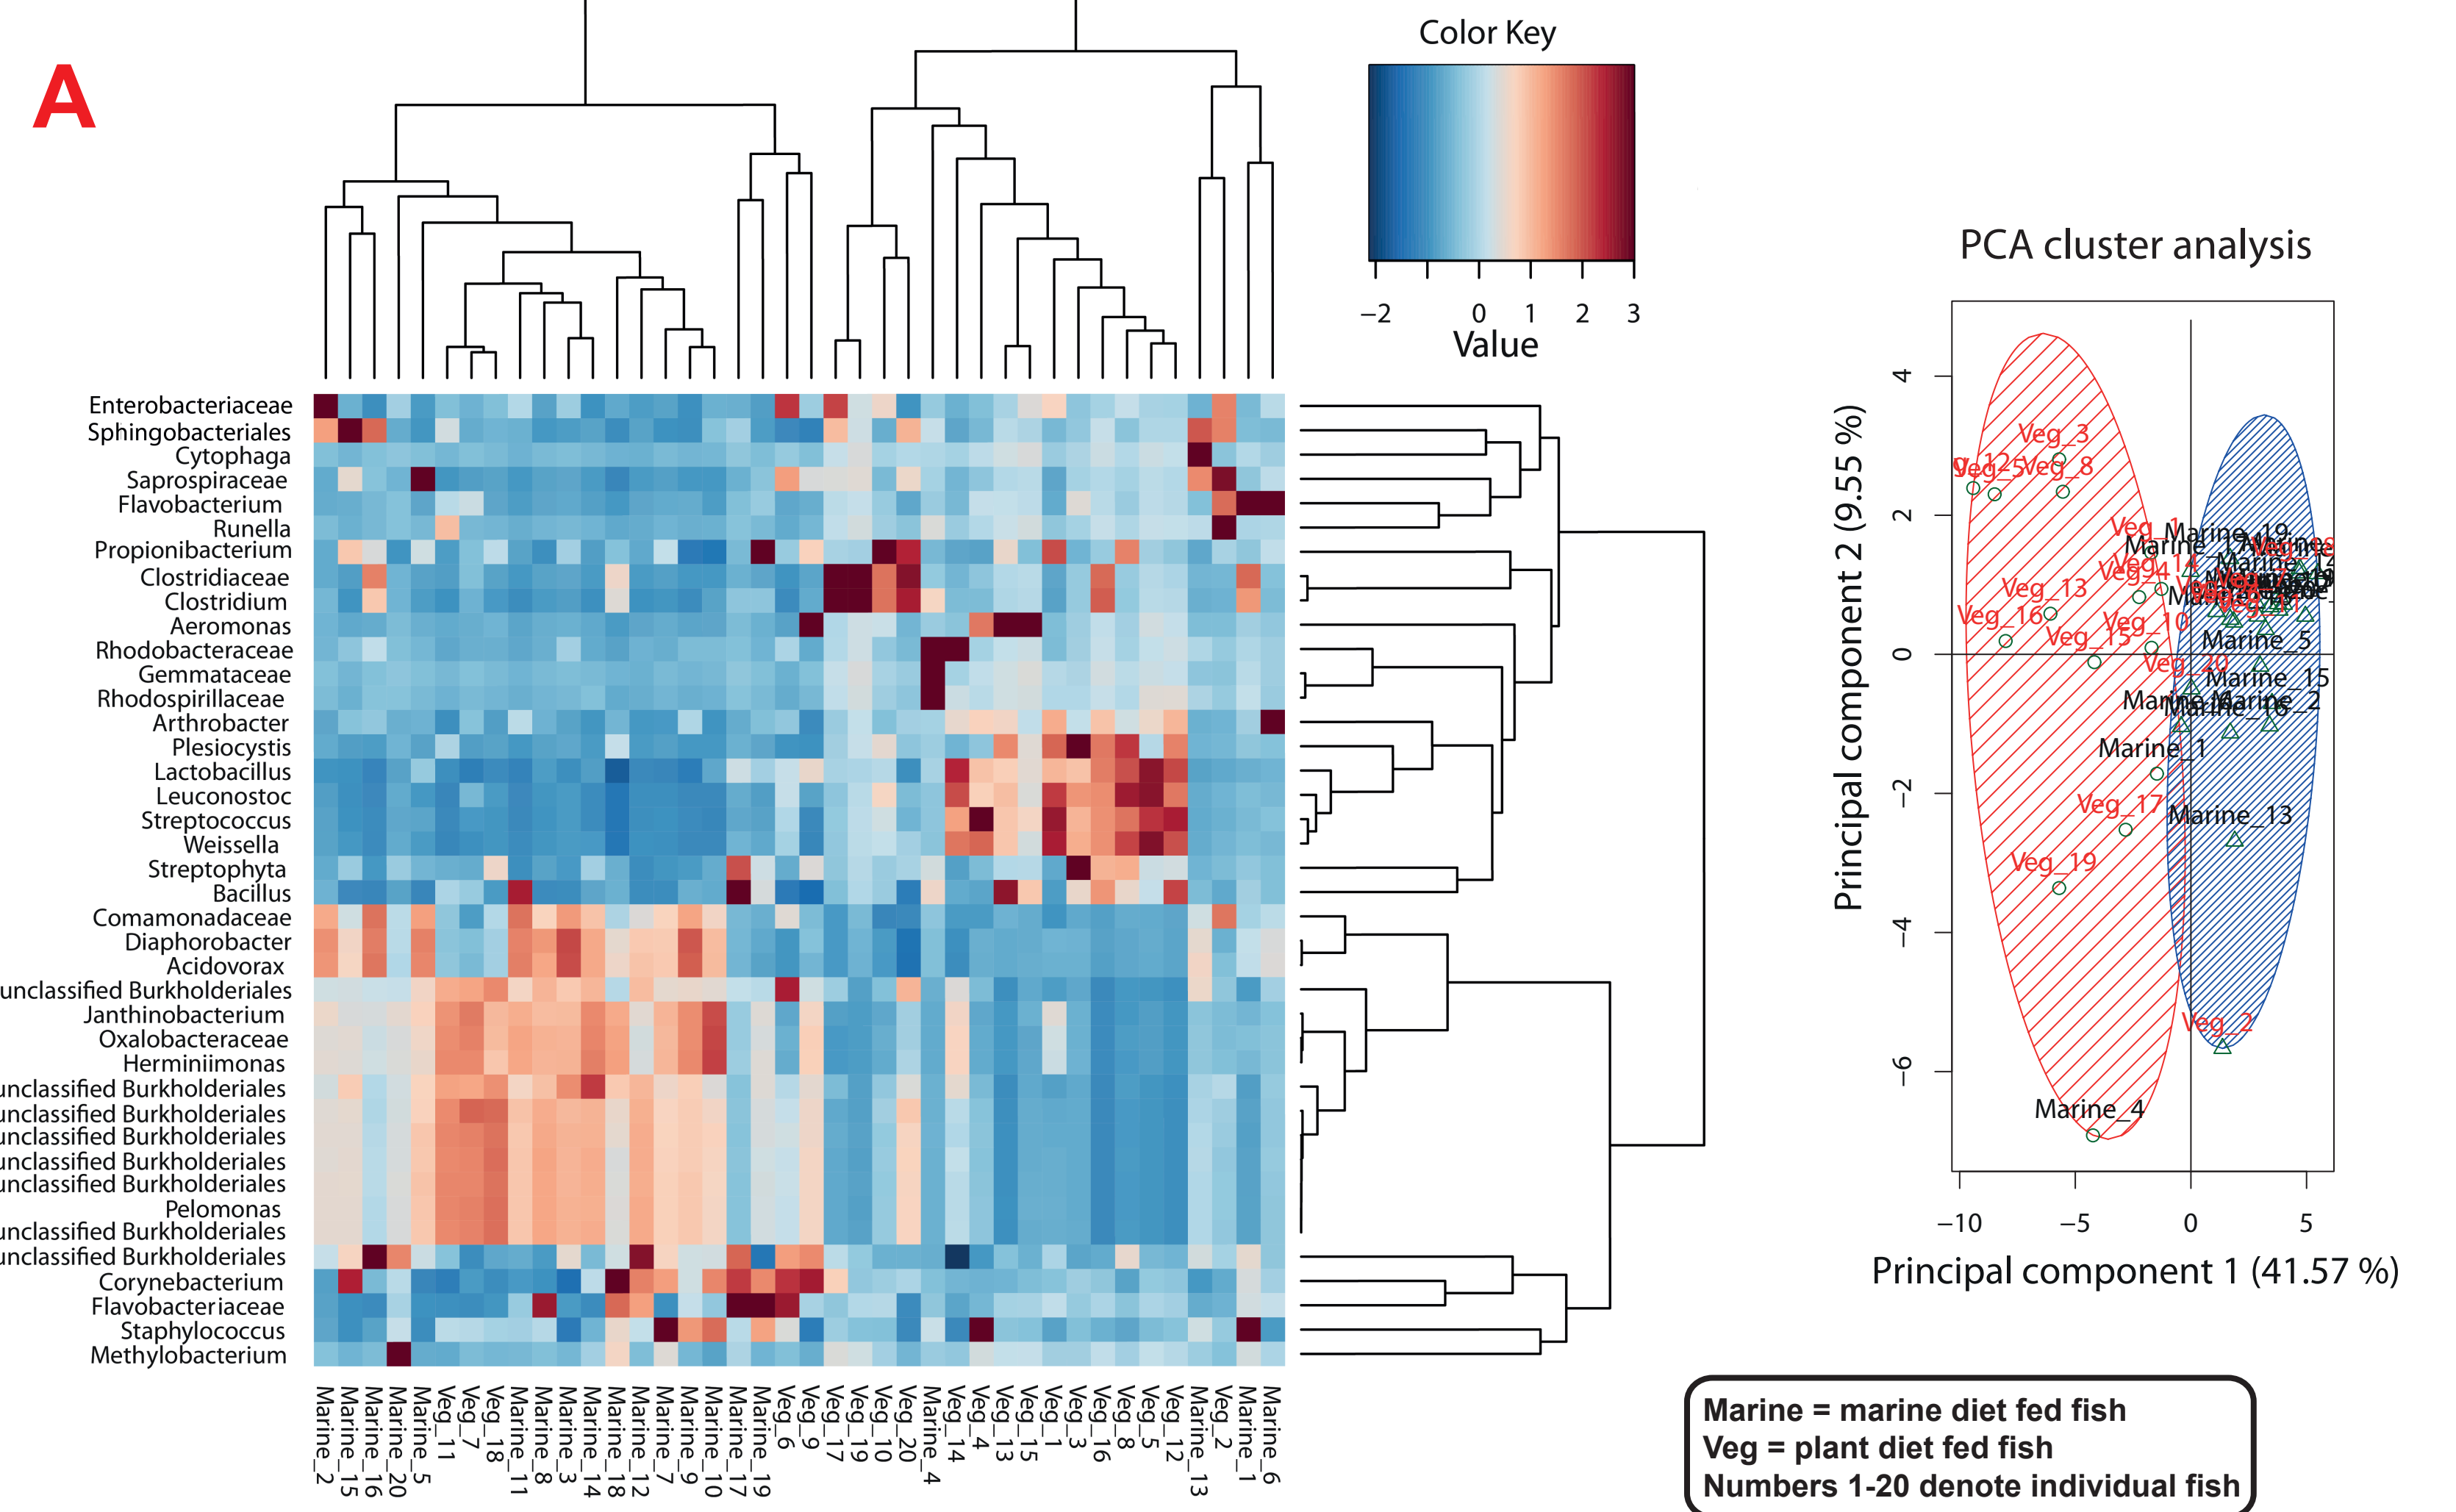 A
Color Key
−2 0 1 2 3
Value
Enterobacteriaceae
Sphingobacteriales
Cytophaga
Saprospiraceae
Flavobacterium
Runella
Propionibacterium
Clostridiaceae
Clostridium
Aeromonas
Rhodobacteraceae
Gemmataceae
Rhodospirillaceae
Arthrobacter
Plesiocystis
Lactobacillus
Leuconostoc
Streptococcus
Weissella
Streptophyta
Bacillus
Comamonadaceae
Diaphorobacter
Acidovorax
unclassified Burkholderiales
Janthinobacterium
Oxalobacteraceae
Herminiimonas
unclassified Burkholderiales
unclassified Burkholderiales
unclassified Burkholderiales
unclassified Burkholderiales
unclassified Burkholderiales
Pelomonas
unclassified Burkholderiales
unclassified Burkholderiales
Corynebacterium
Flavobacteriaceae
Staphylococcus
Methylobacterium
Marine_2
Marine_15
Marine_16
Marine_20
Marine_5
Veg_11
Veg_7
Veg_18
Marine_11
Marine_8
Marine_3
Marine_14
Marine_18
Marine_12
Marine_7
Marine_9
Marine_10
Marine_17
Marine_19
Veg_6
Veg_9
Veg_17
Veg_19
Veg_10
Veg_20
Marine_4
Veg_14
Veg_4
Veg_13
Veg_15
Veg_1
Veg_3
Veg_16
Veg_8
Veg_5
Veg_12
Marine_13
Veg_2
Marine_1
Marine_6
PCA cluster analysis
Principal component 2 (9.55 %)
4
2
0
−2
−4
−6
Veg_3
Veg_5
Veg_8
Veg_1
Marine_19
Veg_14
Veg_4
Veg_13
Veg_16
Veg_10
Veg_15
Marine_5
Veg_20
Marine_15
Marine_2
Marine_16
Marine_1
Veg_17
Marine_13
Veg_19
Veg_2
Marine_4
−10 −5 0 5
Principal component 1 (41.57 %)
Marine = marine diet fed fish
Veg = plant diet fed fish
Numbers 1-20 denote individual fish